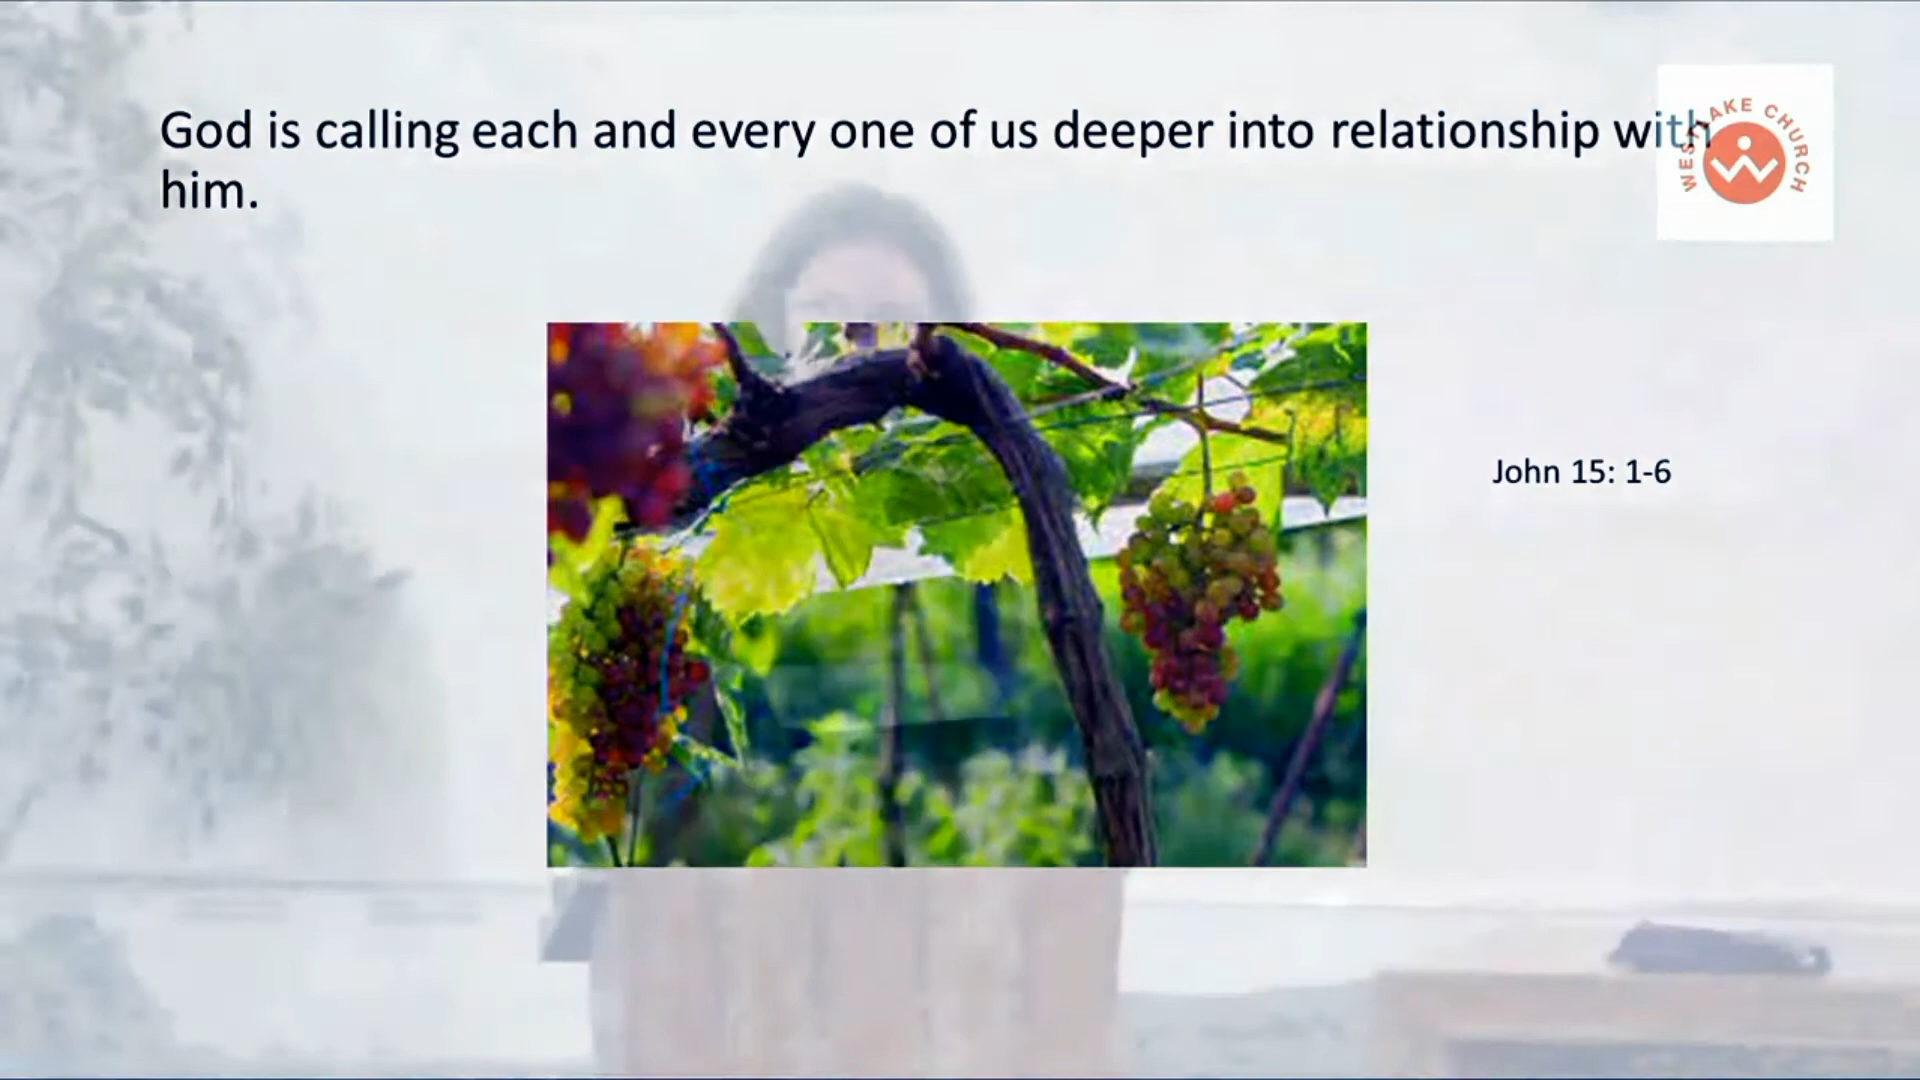 God is calling each and every one of us deeper into relationship with
him.
WESTLAKE CHURCH
John 15: 1-6